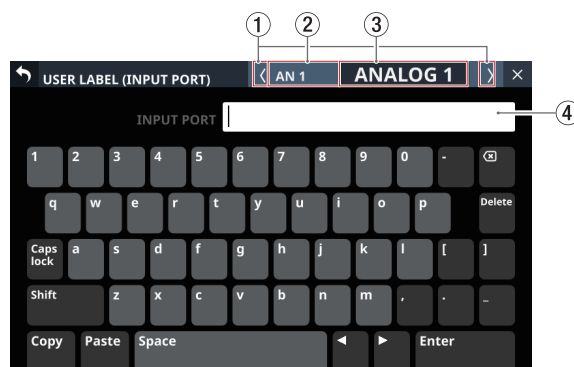 ① ② ③
USER LABEL (INPUT PORT) < AN 1 ANALOG 1 > ×
INPUT PORT ④
1 2 3 4 5 6 7 8 9 0 -
q w e r t y u i o p Delete
Caps lock a s d f g h j k l [ ]
Shift z x c v b n m , . _
Copy Paste Space ◀ ▶ Enter